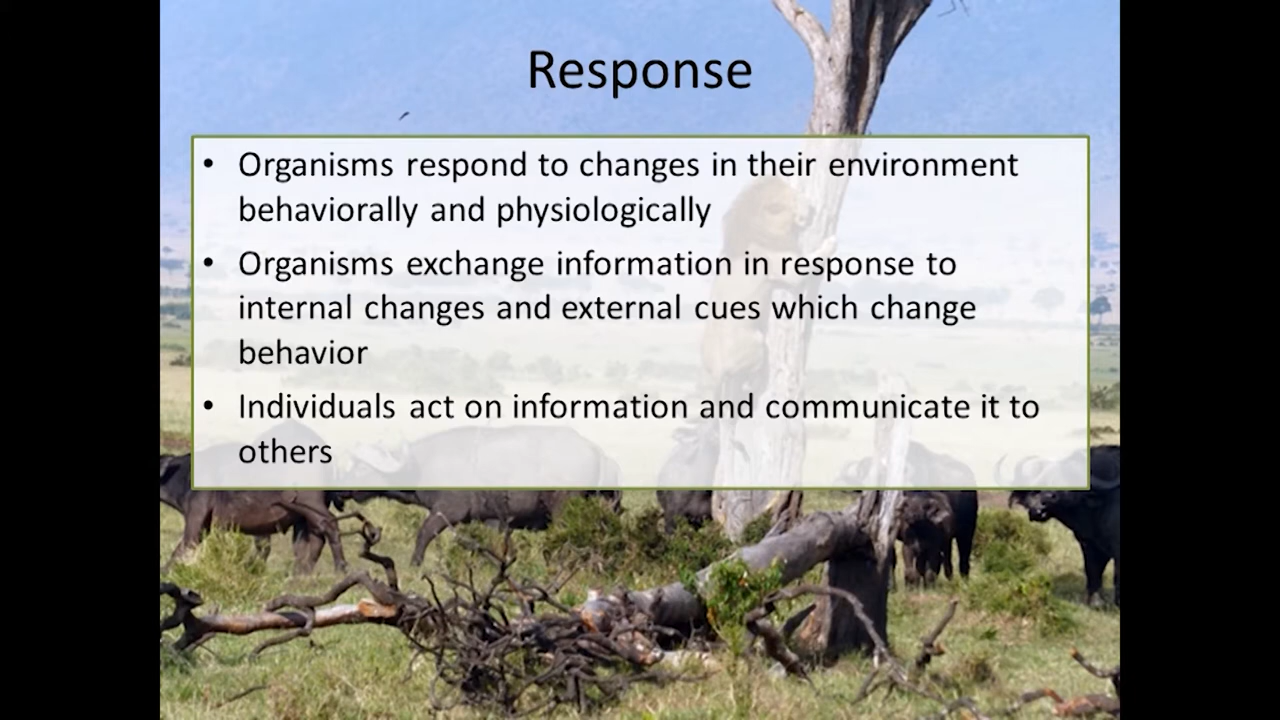 Response
• Organisms respond to changes in their environment
behaviorally and physiologically
• Organisms exchange information in response to
internal changes and external cues which change
behavior
• Individuals act on information and communicate it to
others